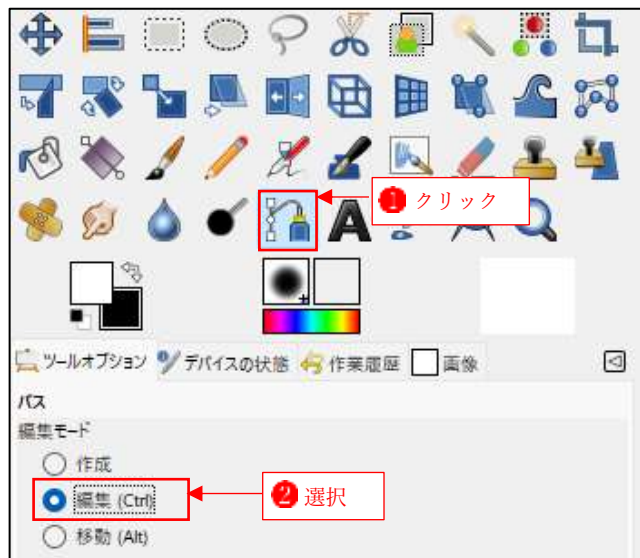 ❶ クリック
ツールオプション デバイスの状態 作業履歴 画像
パス
編集モード
作成
編集 (Ctrl)
❷ 選択
移動 (Alt)